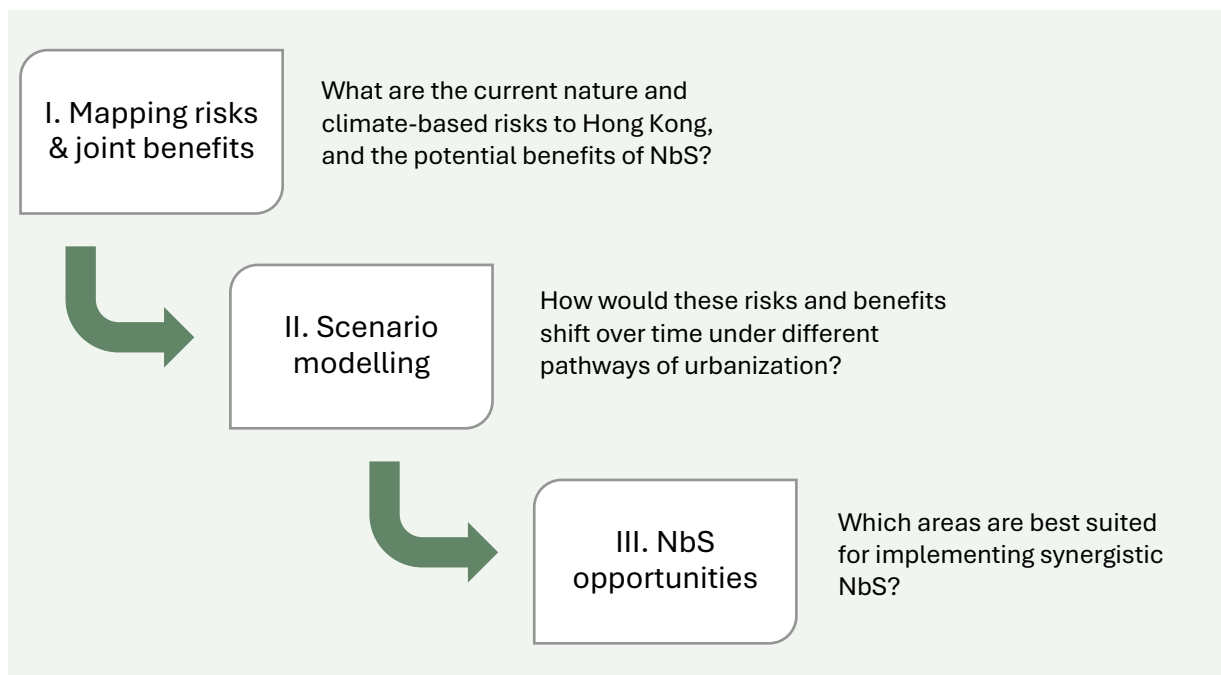 I. Mapping risks
& joint benefits
What are the current nature and
climate-based risks to Hong Kong,
and the potential benefits of NbS?
II. Scenario
modelling
How would these risks and benefits
shift over time under different
pathways of urbanization?
III. NbS
opportunities
Which areas are best suited
for implementing synergistic
NbS?